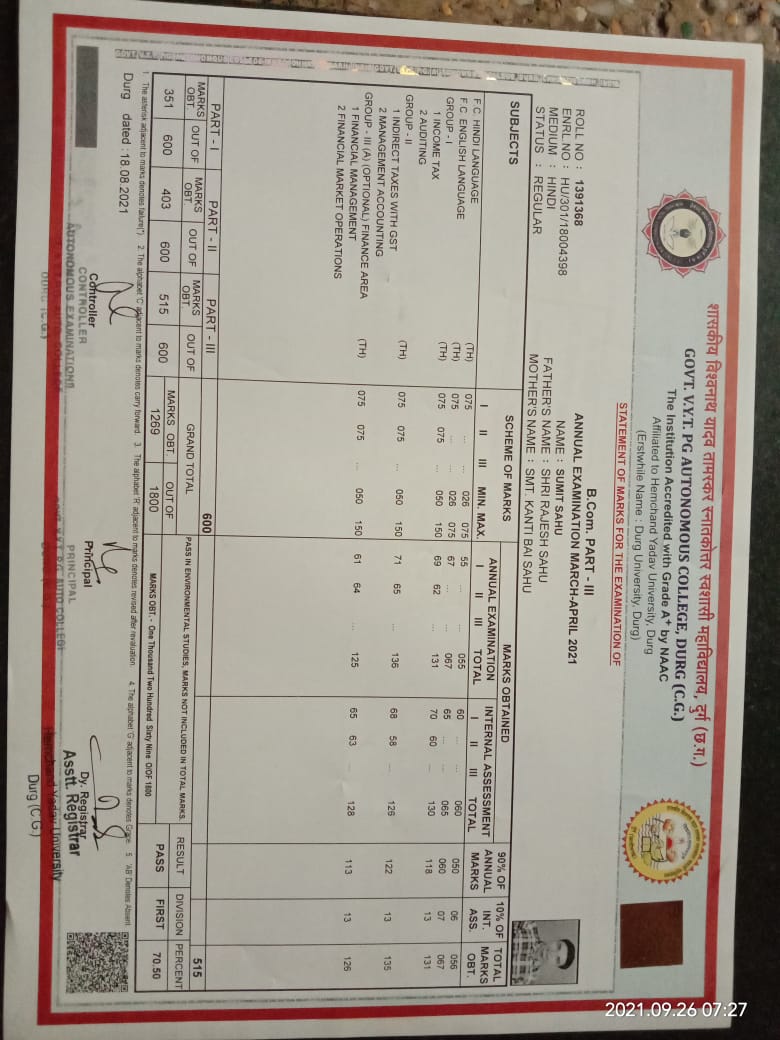 शासकीय विश्वनाथ यादव तामस्कर स्नातकोत्तर स्वशासी महाविद्यालय, दुर्ग (छ.ग.)
GOVT. V.Y.T. PG AUTONOMOUS COLLEGE, DURG (C.G.)
The Institution Accredited with Grade A+ by NAAC
Affiliated to Hemchand Yadav University, Durg
(Erstwhile Name : Durg University, Durg)
STATEMENT OF MARKS FOR THE EXAMINATION OF
B.Com. PART - III
ANNUAL EXAMINATION MARCH-APRIL 2021
ROLL NO : 1391368 NAME : SUMIT SAHU
ENRL.NO : HU/301/18004398 FATHER'S NAME : SHRI RAJESH SAHU
MEDIUM : HINDI MOTHER'S NAME : SMT. KANTI BAI SAHU
STATUS : REGULAR
SUBJECTS SCHEME OF MARKS MARKS OBTAINED 90% OF ANNUAL MARKS 10% OF INT. ASS. TOTAL MARKS OBT.
ANNUAL EXAMINATION INTERNAL ASSESSMENT
I II III MIN. MAX. I II III TOTAL I II III TOTAL
F.C HINDI LANGUAGE (TH) 075 ... ... 026 075 55 ... ... 055 60 ... ... 060 050 06 056
F.C ENGLISH LANGUAGE (TH) 075 ... ... 026 075 67 ... ... 067 65 ... ... 065 060 07 067
GROUP - I (TH) 075 075 ... 050 150 69 62 ... 131 70 60 ... 130 118 13 131
1 INCOME TAX
2 AUDITING
GROUP - II (TH) 075 075 ... 050 150 71 65 ... 136 68 58 ... 126 122 13 135
1 INDIRECT TAXES WITH GST
2 MANAGEMENT ACCOUNTING
GROUP - III (A) (OPTIONAL) FINANCE AREA (TH) 075 075 ... 050 150 61 64 ... 125 65 63 ... 128 113 13 126
1 FINANCIAL MANAGEMENT
2 FINANCIAL MARKET OPERATIONS
600 515
PART - I PART - II PART - III GRAND TOTAL PASS IN ENVIRONMENTAL STUDIES, MARKS NOT INCLUDED IN TOTAL MARKS. RESULT DIVISION PERCENT
MARKS OBT. OUT OF MARKS OBT. OUT OF MARKS OBT. OUT OF MARKS OBT. OUT OF
351 600 403 600 515 600 1269 1800 MARKS OBT.- One Thousand Two Hundred Sixty Nine O/OF 1800 PASS FIRST 70.50
1. The asterisk adjacent to marks denotes failure(*) 2. The alphabet 'C' adjacent to marks denotes carry forward. 3. The alphabet 'R' adjacent to marks denotes revised after revaluation. 4. The alphabet 'G' adjacent to marks denotes Grace. 5. 'AB' Denotes Absent
Durg dated : 18.08.2021
Controller
CONTROLLER
AUTONOMOUS EXAMINATIONS
DURG (C.G.)
Principal
PRINCIPAL
GOVT. V.Y.T. P.G. AUTO COLLEGE
Dy. Registrar
Asstt. Registrar
Hemchand Yadav University
Durg (C.G.)
2021.09.26 07:27